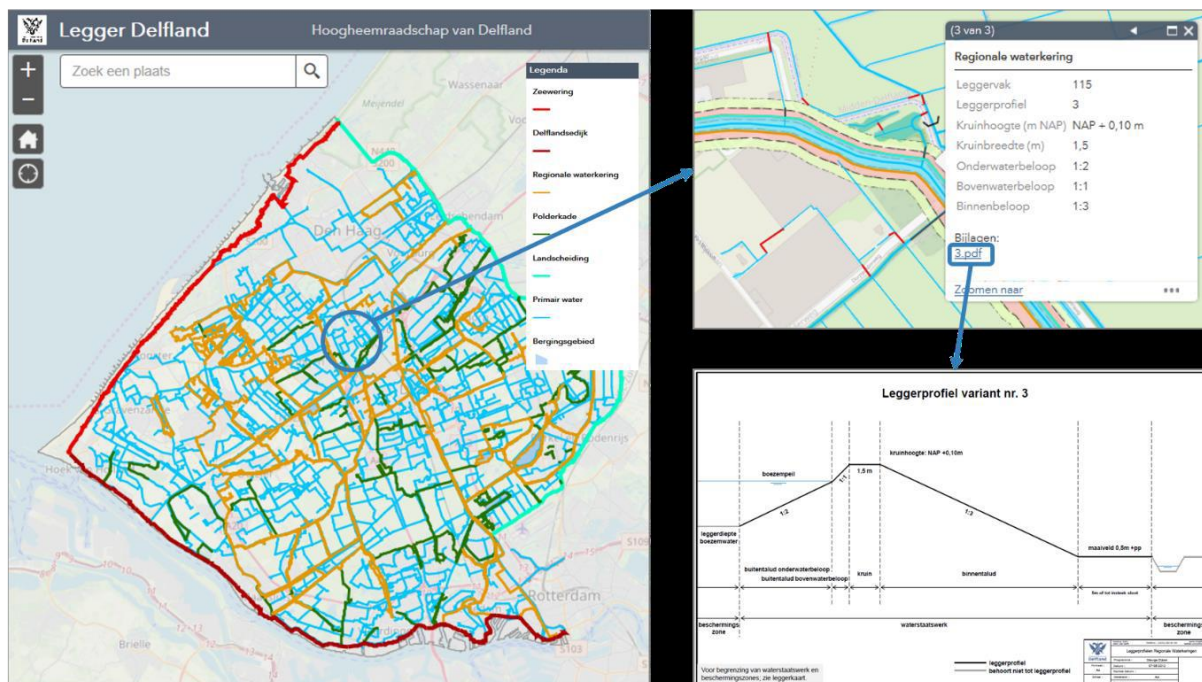 Legger Delfland
Hoogheemraadschap van Delfland
Zoek een plaats
Legenda
Zeewering
Delflandsedijk
Regionale waterkering
Polderkade
Landscheiding
Primair water
Bergingsgebied
Wassenaar
Meijendel
Den Haag
Hoek van
Rotterdam
Brielle
S109
S103
(3 van 3)
Regionale waterkering
Leggervak 115
Leggerprofiel 3
Kruinhoogte (m NAP) NAP + 0,10 m
Kruinbreedte (m) 1,5
Onderwaterbeloop 1:2
Bovenwaterbeloop 1:1
Binnenbeloop 1:3
Bijlagen:
3.pdf
Zoomen naar
Leggerprofiel variant nr. 3
kruinhoogte: NAP +0,10m
boezempeil
1,5 m
1:1
1:2
1:3
leggerdiepte
boezemwater
maaiveld 0,5m +pp
buitentalud onderwaterbeloop
buitentalud bovenwaterbeloop
kruin
binnentalud
beschermings
zone
waterstaatswerk
beschermings
zone
Voor begrenzing van waterstaatswerk en
beschermingszones; zie leggerkaart.
leggerprofiel
behoort niet tot leggerprofiel
Delfland
Leggerprofielen Regionale Waterkeringen